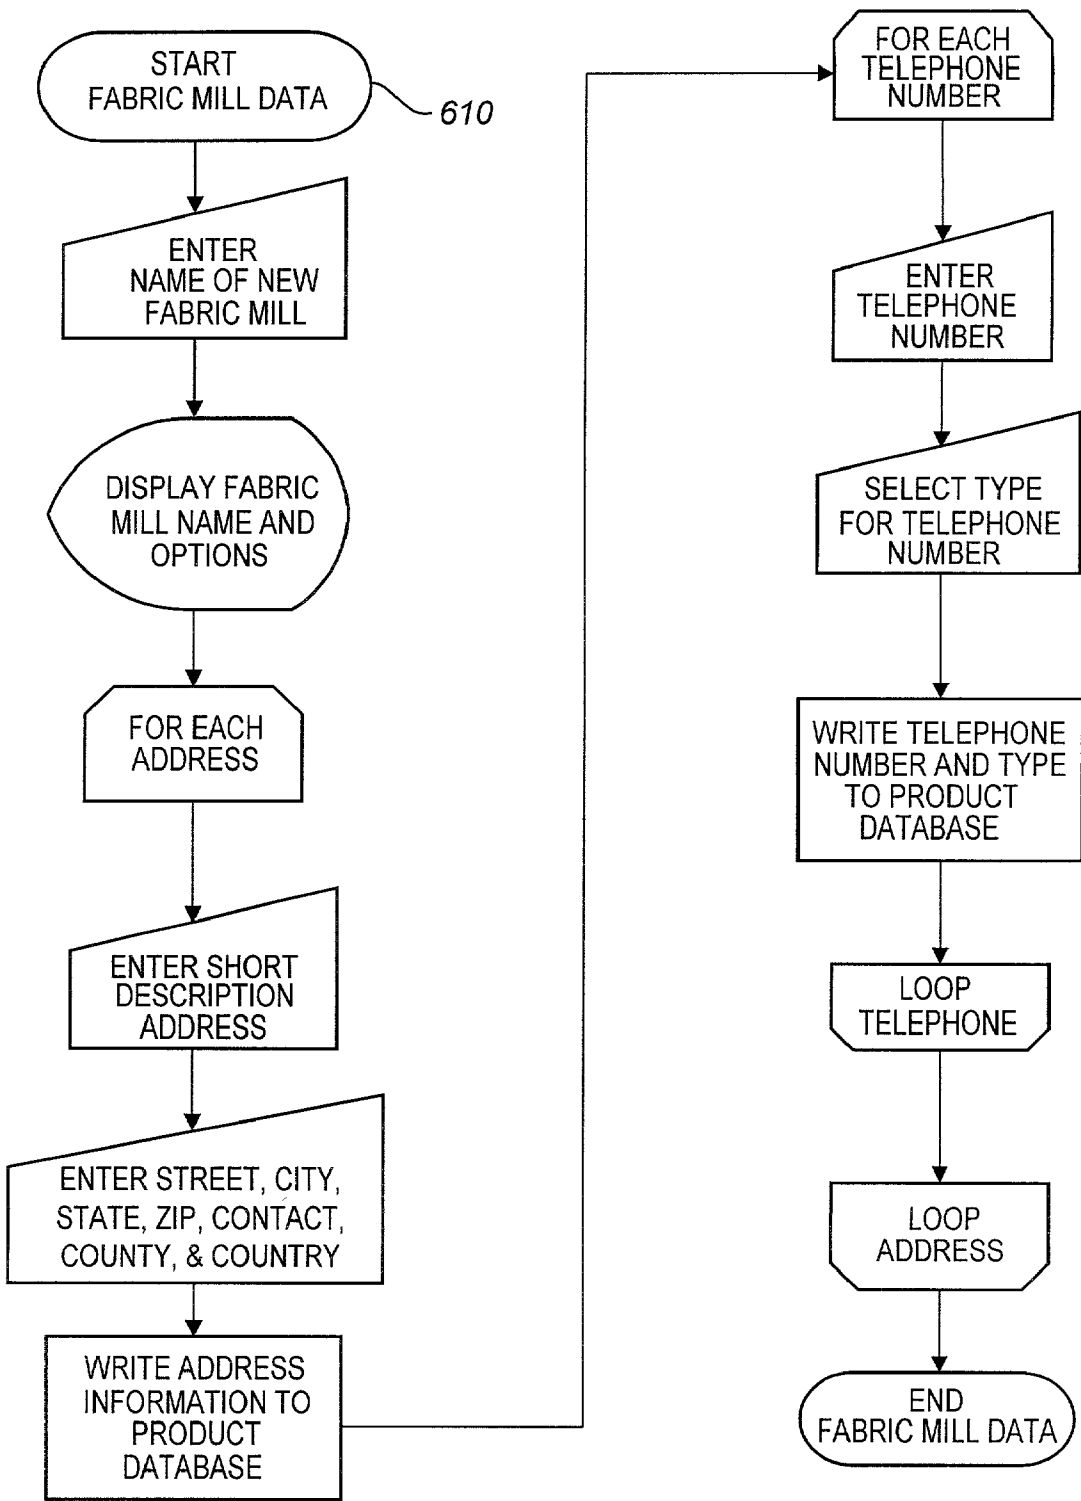 START
FABRIC MILL DATA
610
ENTER
NAME OF NEW
FABRIC MILL
DISPLAY FABRIC
MILL NAME AND
OPTIONS
FOR EACH
ADDRESS
ENTER SHORT
DESCRIPTION
ADDRESS
ENTER STREET, CITY,
STATE, ZIP, CONTACT,
COUNTY, & COUNTRY
WRITE ADDRESS
INFORMATION TO
PRODUCT
DATABASE
FOR EACH
TELEPHONE
NUMBER
ENTER
TELEPHONE
NUMBER
SELECT TYPE
FOR TELEPHONE
NUMBER
WRITE TELEPHONE
NUMBER AND TYPE
TO PRODUCT
DATABASE
LOOP
TELEPHONE
LOOP
ADDRESS
END
FABRIC MILL DATA